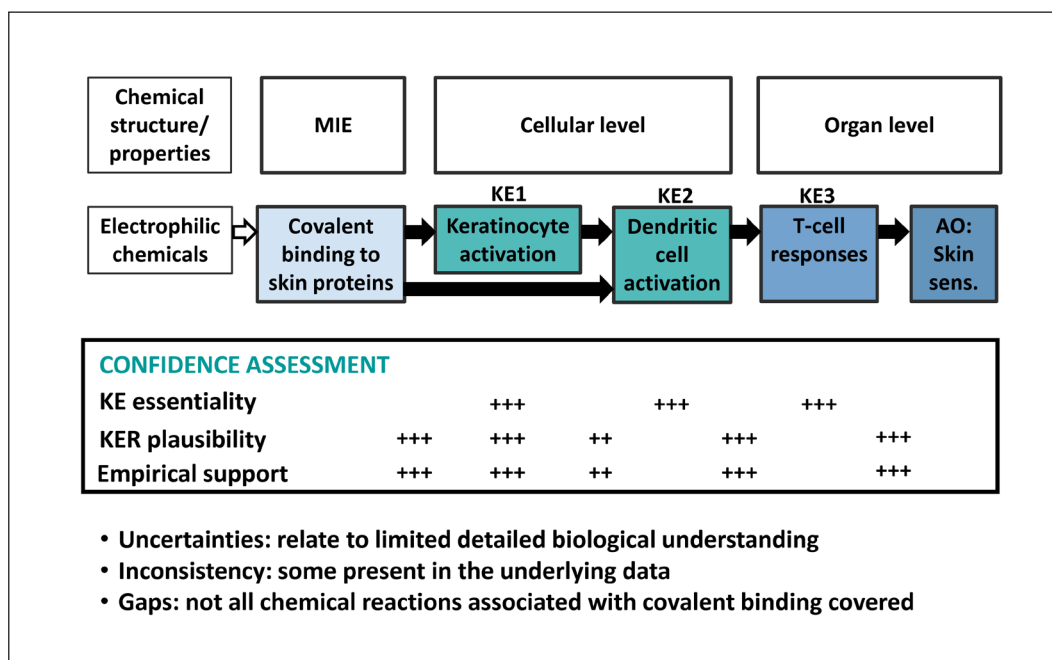 Chemical
structure/
properties
MIE
Cellular level
Organ level
KE1
KE2
KE3
Electrophilic
chemicals
Covalent
binding to
skin proteins
Keratinocyte
activation
Dendritic
cell
activation
T-cell
responses
AO:
Skin
sens.
CONFIDENCE ASSESSMENT
KE essentiality +++ +++ +++
KER plausibility +++ +++ ++ +++ +++
Empirical support +++ +++ ++ +++ +++
• Uncertainties: relate to limited detailed biological understanding
• Inconsistency: some present in the underlying data
• Gaps: not all chemical reactions associated with covalent binding covered